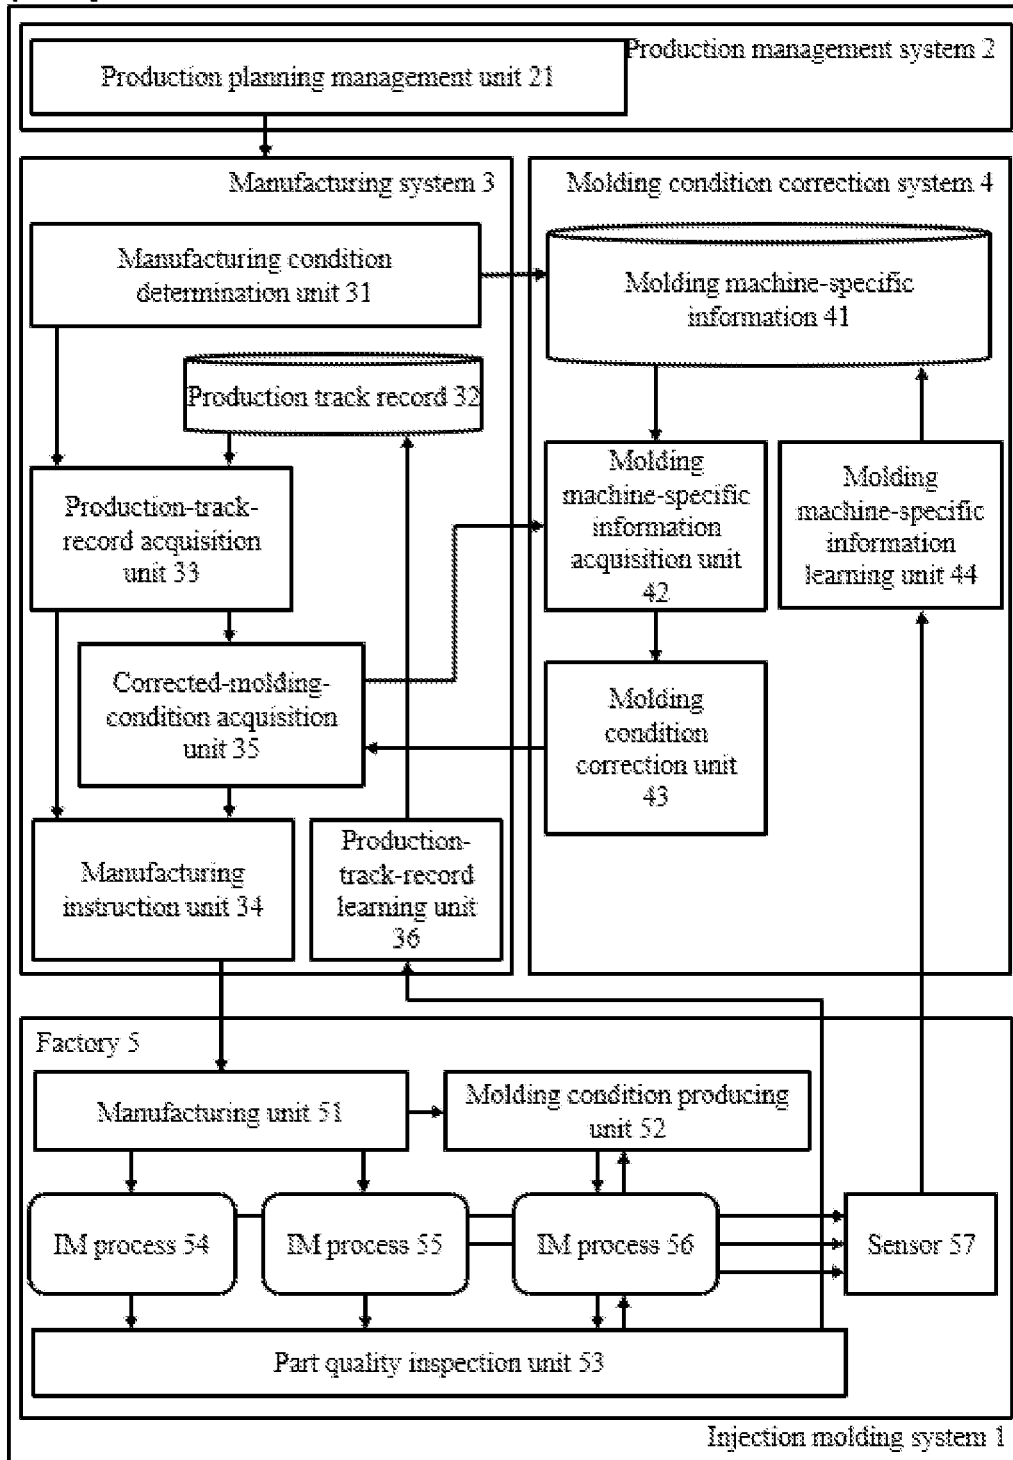 Production management system 2
Production planning management unit 21
Manufacturing system 3
Manufacturing condition
determination unit 31
Production track record 32
Production-track-
record acquisition
unit 33
Corrected-molding-
condition acquisition
unit 35
Manufacturing
instruction unit 34
Production-
track-record
learning unit
36
Molding condition correction system 4
Molding machine-specific
information 41
Molding
machine-specific
information
acquisition unit
42
Molding
machine-specific
information
learning unit 44
Molding
condition
correction unit
43
Factory 5
Manufacturing unit 51
Molding condition producing
unit 52
IM process 54
IM process 55
IM process 56
Sensor 57
Part quality inspection unit 53
Injection molding system 1